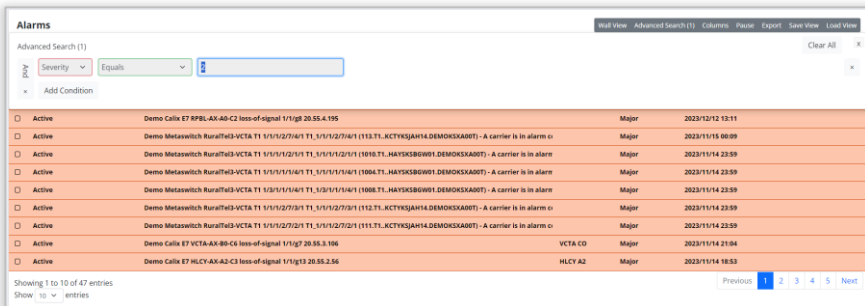 Alarms
Wall View Advanced Search (1) Columns Pause Export Save View Load View
Advanced Search (1) Clear All x
And Severity Equals x
+ Add Condition
Active Demo Calix E7 RPBL-AX-A0-C2 loss-of-signal 1/1/g8 20.55.4.195 Major 2023/12/12 13:11
Active Demo Metaswitch RuralTel3-VCTA T1 1/1/1/1/2/7/4/1 T1_1/1/1/1/2/7/4/1 (113.T1..KCTYKSJAH14.DEMOKSXA00T) - A carrier is in alarm Major 2023/11/15 00:09
Active Demo Metaswitch RuralTel3-VCTA T1 1/1/1/1/1/2/1/1 T1_1/1/1/1/1/2/1/1 (1010.T1..HAYSKSBGW01.DEMOKSXA00T) - A carrier is in alarm Major 2023/11/14 23:59
Active Demo Metaswitch RuralTel3-VCTA T1 1/1/1/1/1/4/1 T1_1/1/1/1/1/4/1 (1004.T1..HAYSKSBGW01.DEMOKSXA00T) - A carrier is in alarm Major 2023/11/14 23:59
Active Demo Metaswitch RuralTel3-VCTA T1 1/3/1/1/1/4/1 T1_1/3/1/1/1/4/1 (1008.T1..HAYSKSBGW01.DEMOKSXA00T) - A carrier is in alarm Major 2023/11/14 23:59
Active Demo Metaswitch RuralTel3-VCTA T1 1/1/1/2/7/3/1 T1_1/1/1/2/7/3/1 (112.T1..KCTYKSJAH14.DEMOKSXA00T) - A carrier is in alarm Major 2023/11/14 23:59
Active Demo Metaswitch RuralTel3-VCTA T1 1/1/1/2/7/2/1 T1_1/1/1/2/7/2/1 (111.T1..KCTYKSJAH14.DEMOKSXA00T) - A carrier is in alarm Major 2023/11/14 23:59
Active Demo Calix E7 VCTA-AX-B0-C6 loss-of-signal 1/1/g7 20.55.3.106 VCTA CO Major 2023/11/14 21:04
Active Demo Calix E7 HLCY-AX-A2-C3 loss-of-signal 1/1/g13 20.55.2.56 HLCY A2 Major 2023/11/14 18:53
Showing 1 to 10 of 47 entries Previous 1 2 3 4 5 Next
Show 10 entries